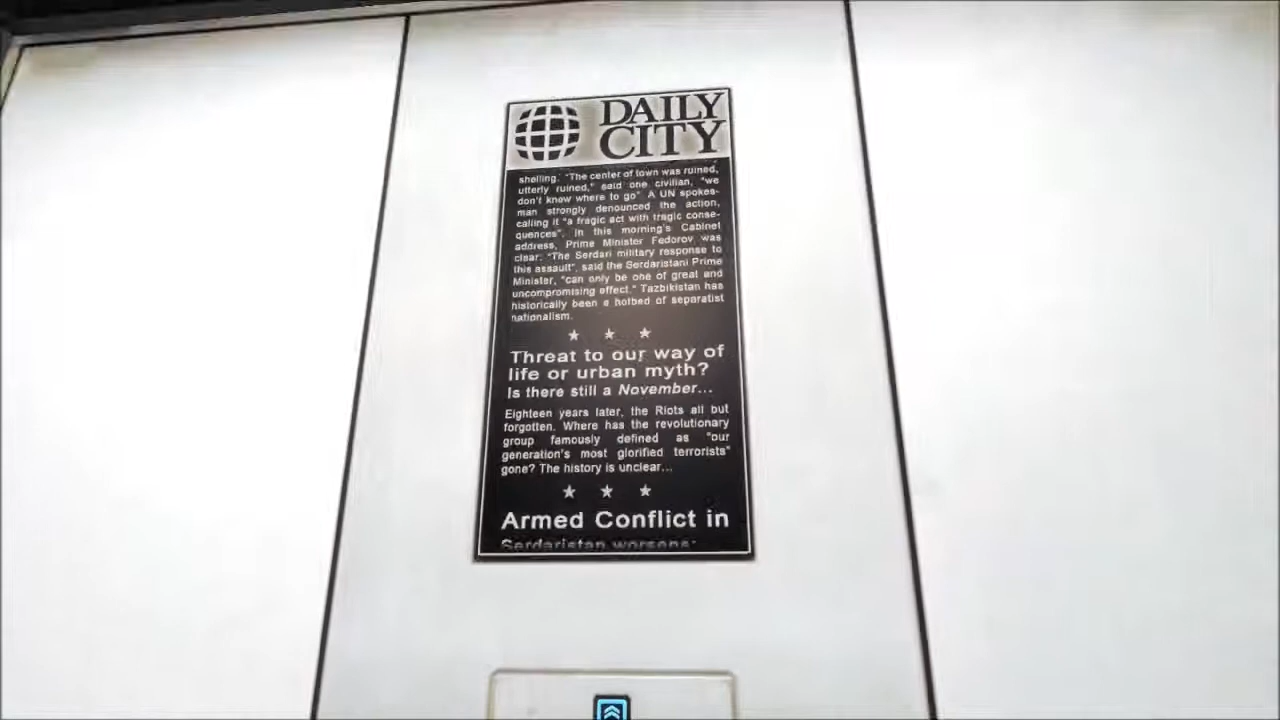 DAILY
CITY
shelling. "The center of town was ruined,
utterly ruined," said one civilian, "we
don't know where to go" A UN spokes-
man strongly denounced the action,
calling it "a tragic act with tragic conse-
quences". In this morning's Cabinet
address, Prime Minister Fedorov was
clear: "The Serdari military response to
this assault", said the Serdaristani Prime
Minister, "can only be one of great and
uncompromising effect." Tazbikistan has
historically been a hotbed of separatist
nationalism.
Threat to our way of
life or urban myth?
Is there still a November...
Eighteen years later, the Riots all but
forgotten. Where has the revolutionary
group famously defined as "our
generation's most glorified terrorists"
gone? The history is unclear...
Armed Conflict in
Serdaristan worsens: